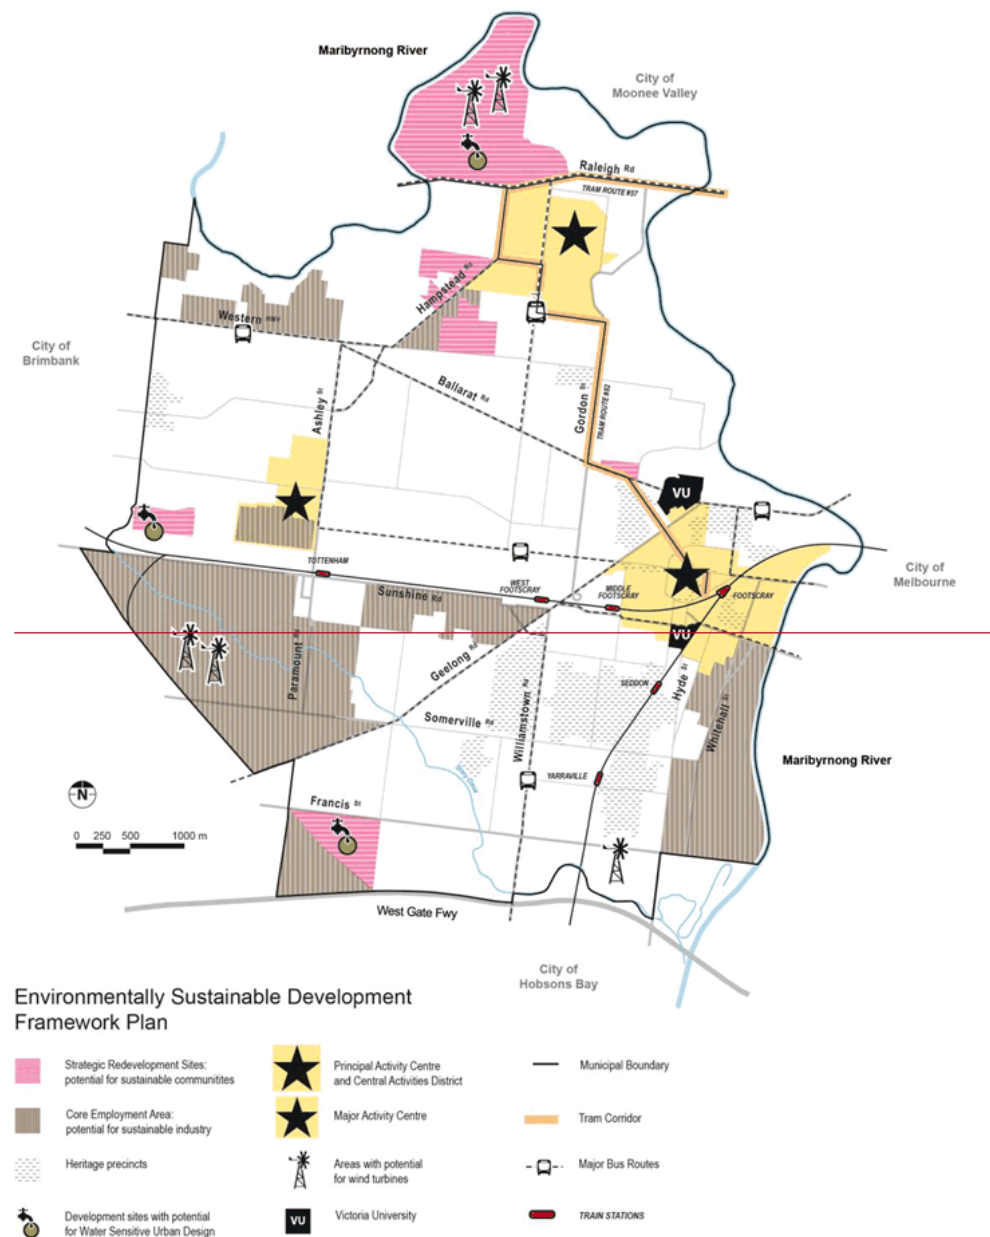 Maribyrnong River
City of
Moonee Valley
Raleigh Rd
TRAM ROUTE #57
Hampstead Rd
Western HWY
City of
Brimbank
Ballarat Rd
Ashley St
Gordon St
TRAM ROUTE #82
VU
TOTTENHAM
WEST
FOOTSCRAY
MIDDLE
FOOTSCRAY
FOOTSCRAY
City of
Melbourne
Sunshine Rd
VU
Paramount Rd
Geelong Rd
SEDDON
Hyde St
Whitehall St
Williamstown Rd
Somerville Rd
Stony Creek
YARRAVILLE
Maribyrnong River
N
Francis St
0 250 500 1000 m
West Gate Fwy
City of
Hobsons Bay
Environmentally Sustainable Development
Framework Plan
Strategic Redevelopment Sites:
potential for sustainable communitites
Principal Activity Centre
and Central Activities District
Municipal Boundary
Core Employment Area:
potential for sustainable industry
Major Activity Centre
Tram Corridor
Heritage precincts
Areas with potential
for wind turbines
Major Bus Routes
Development sites with potential
for Water Sensitive Urban Design
VU
Victoria University
TRAIN STATIONS